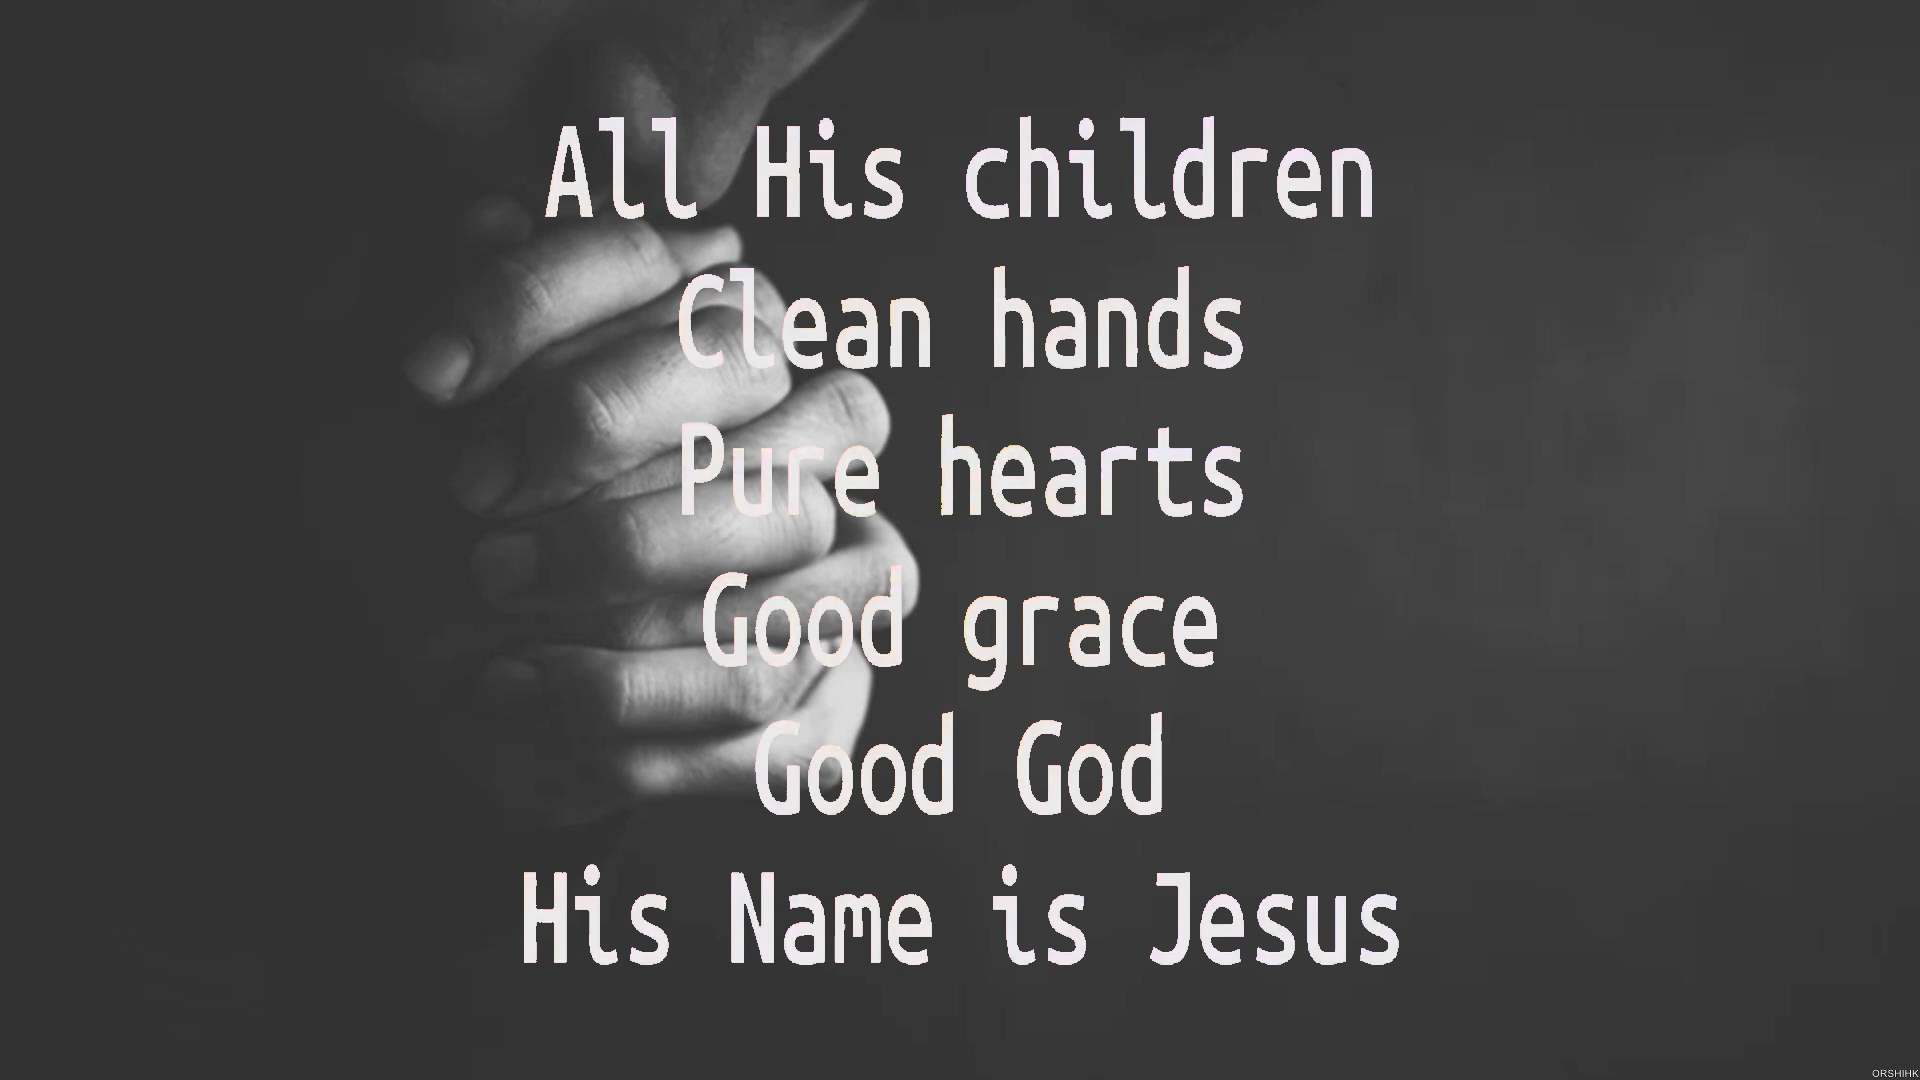 All His children
Clean hands
Pure hearts
Good grace
Good God
His Name is Jesus
ORSHIHK